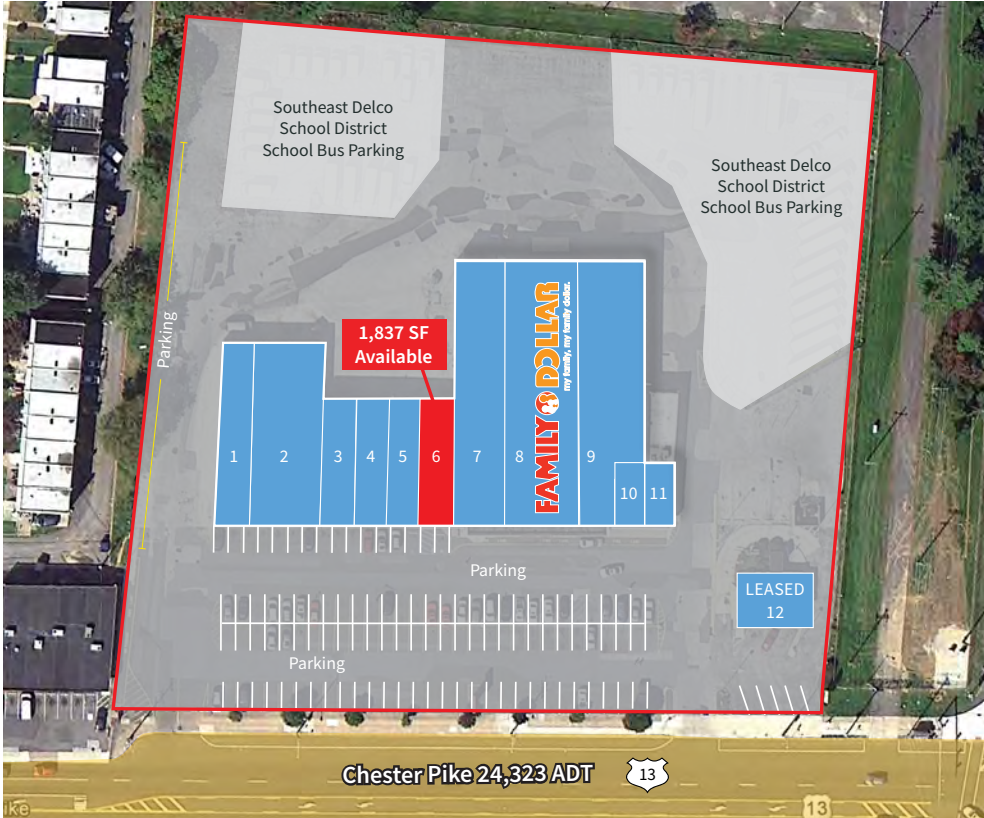 Southeast Delco
School District
School Bus Parking
Southeast Delco
School District
School Bus Parking
Parking
1,837 SF
Available
FAMILY DOLLAR
my family, my family dollar.
1
2
3
4
5
6
7
8
9
10
11
Parking
LEASED
12
Parking
Chester Pike 24,323 ADT
13
ike
13